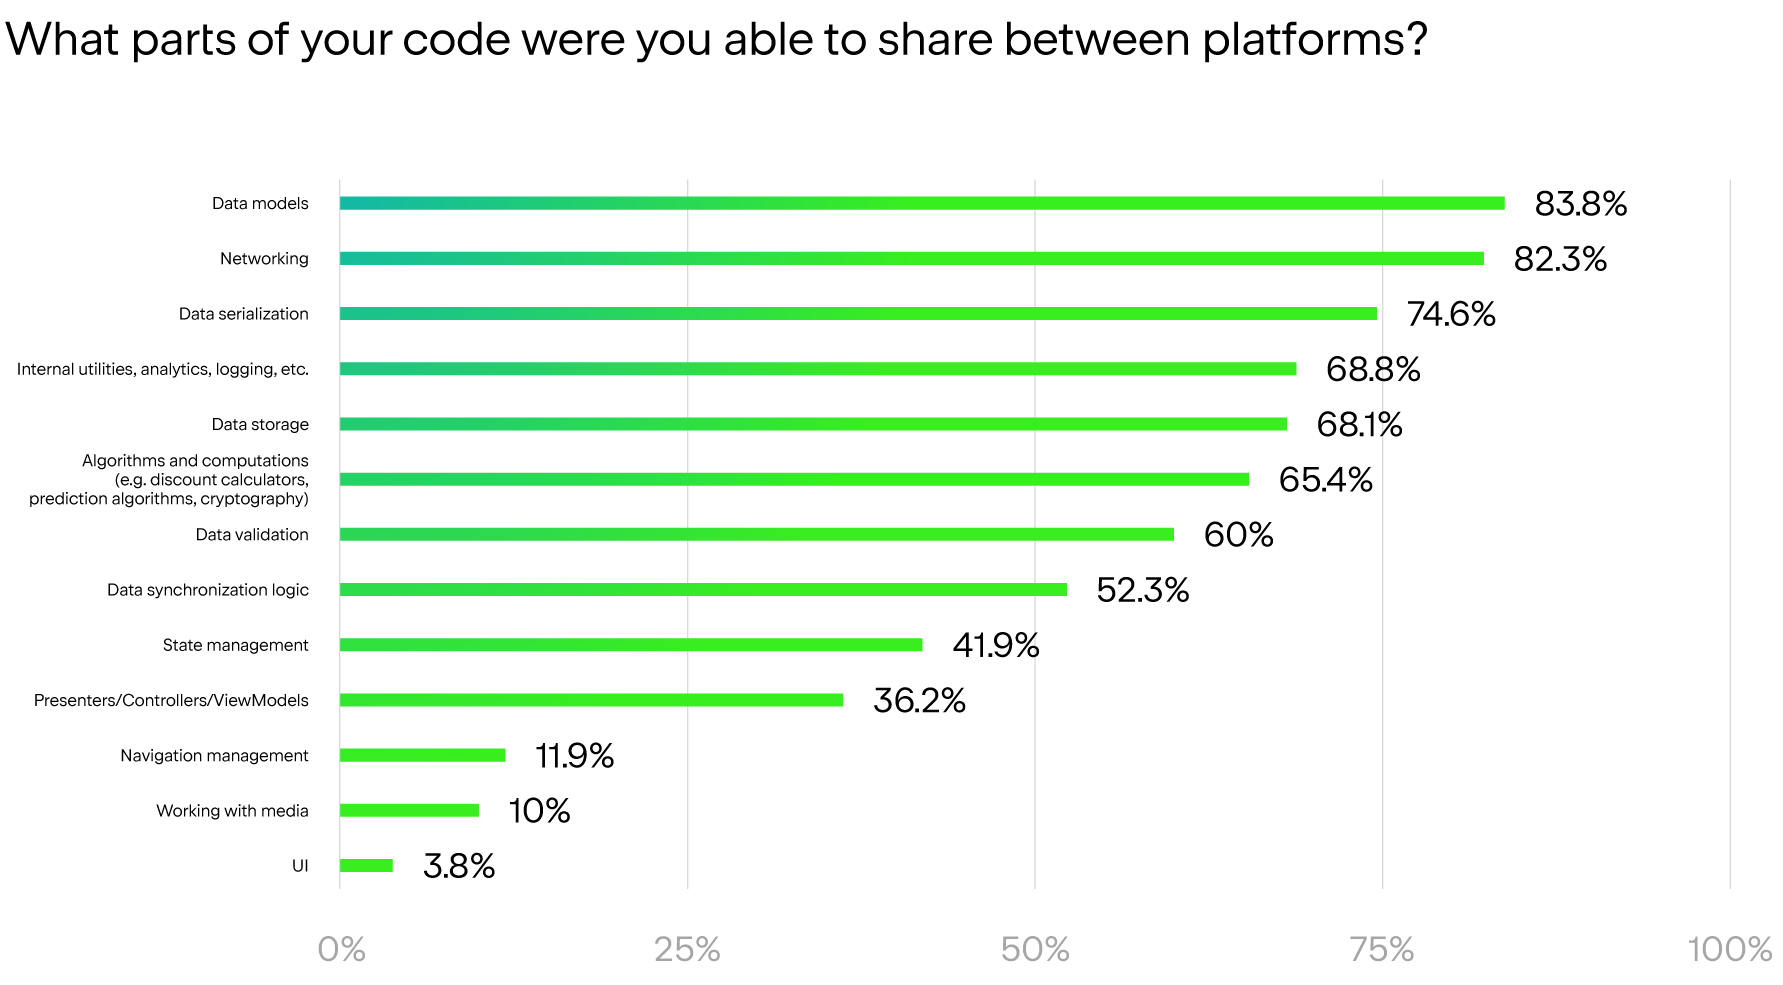 What parts of your code were you able to share between platforms?
Data models
83.8%
Networking
82.3%
Data serialization
74.6%
Internal utilities, analytics, logging, etc.
68.8%
Data storage
68.1%
Algorithms and computations
(e.g. discount calculators,
prediction algorithms, cryptography)
65.4%
Data validation
60%
Data synchronization logic
52.3%
State management
41.9%
Presenters/Controllers/ViewModels
36.2%
Navigation management
11.9%
Working with media
10%
UI
3.8%
0% 25% 50% 75% 100%